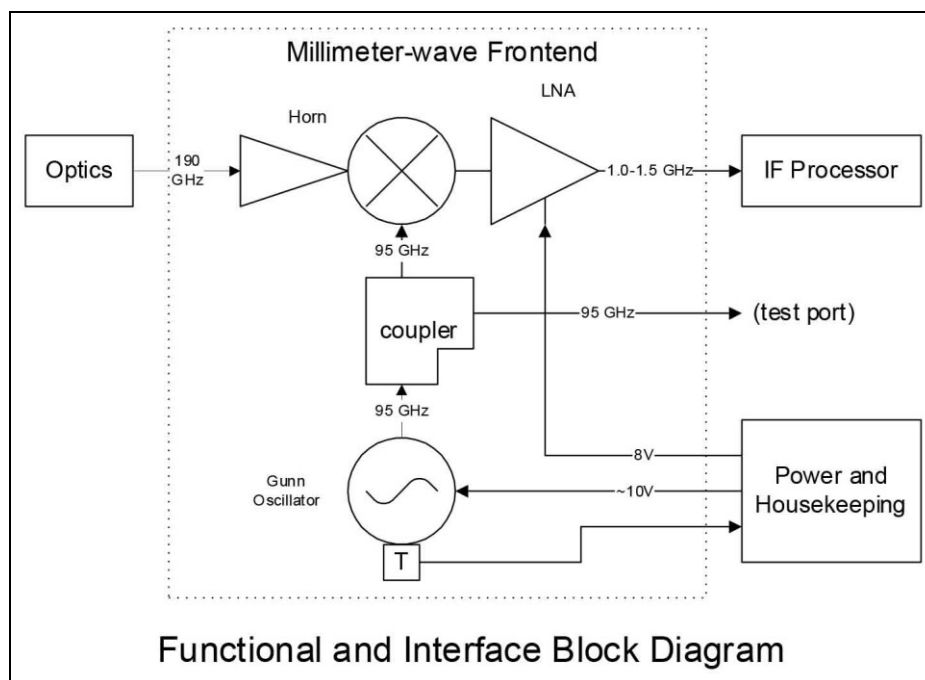 Millimeter-wave Frontend
LNA
Horn
Optics
190
GHz
1.0-1.5 GHz
IF Processor
95 GHz
coupler
95 GHz
(test port)
95 GHz
Gunn
Oscillator
8V
~10V
Power and
Housekeeping
T
Functional and Interface Block Diagram